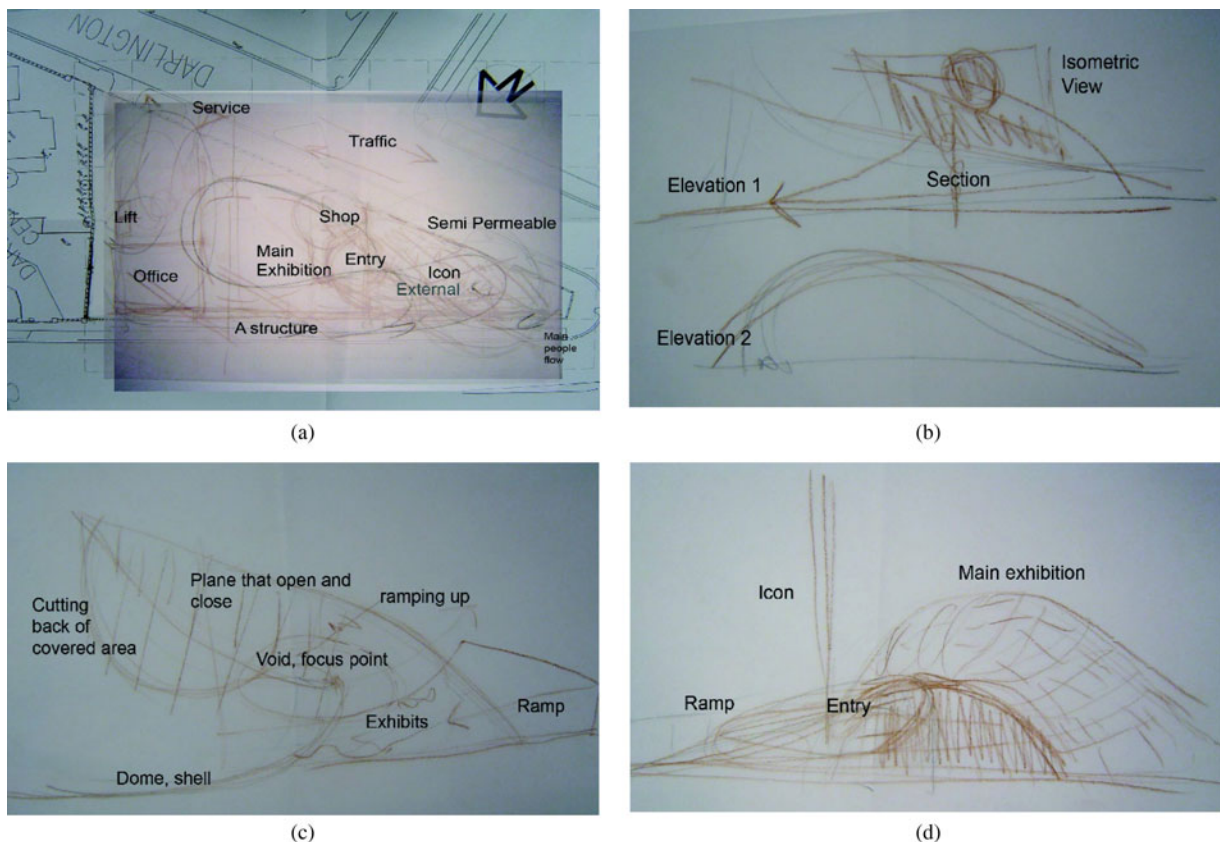 DARLINGTON
N
Service
Traffic
Lift
Shop
Semi Permeable
Main
Exhibition
Entry
Office
Icon
External
A structure
Main
people
flow
(a)
Isometric
View
Elevation 1
Section
Elevation 2
(b)
Plane that open and
close
ramping up
Cutting
back of
covered area
Void, focus point
Ramp
Exhibits
Dome, shell
(c)
Main exhibition
Icon
Ramp
Entry
(d)